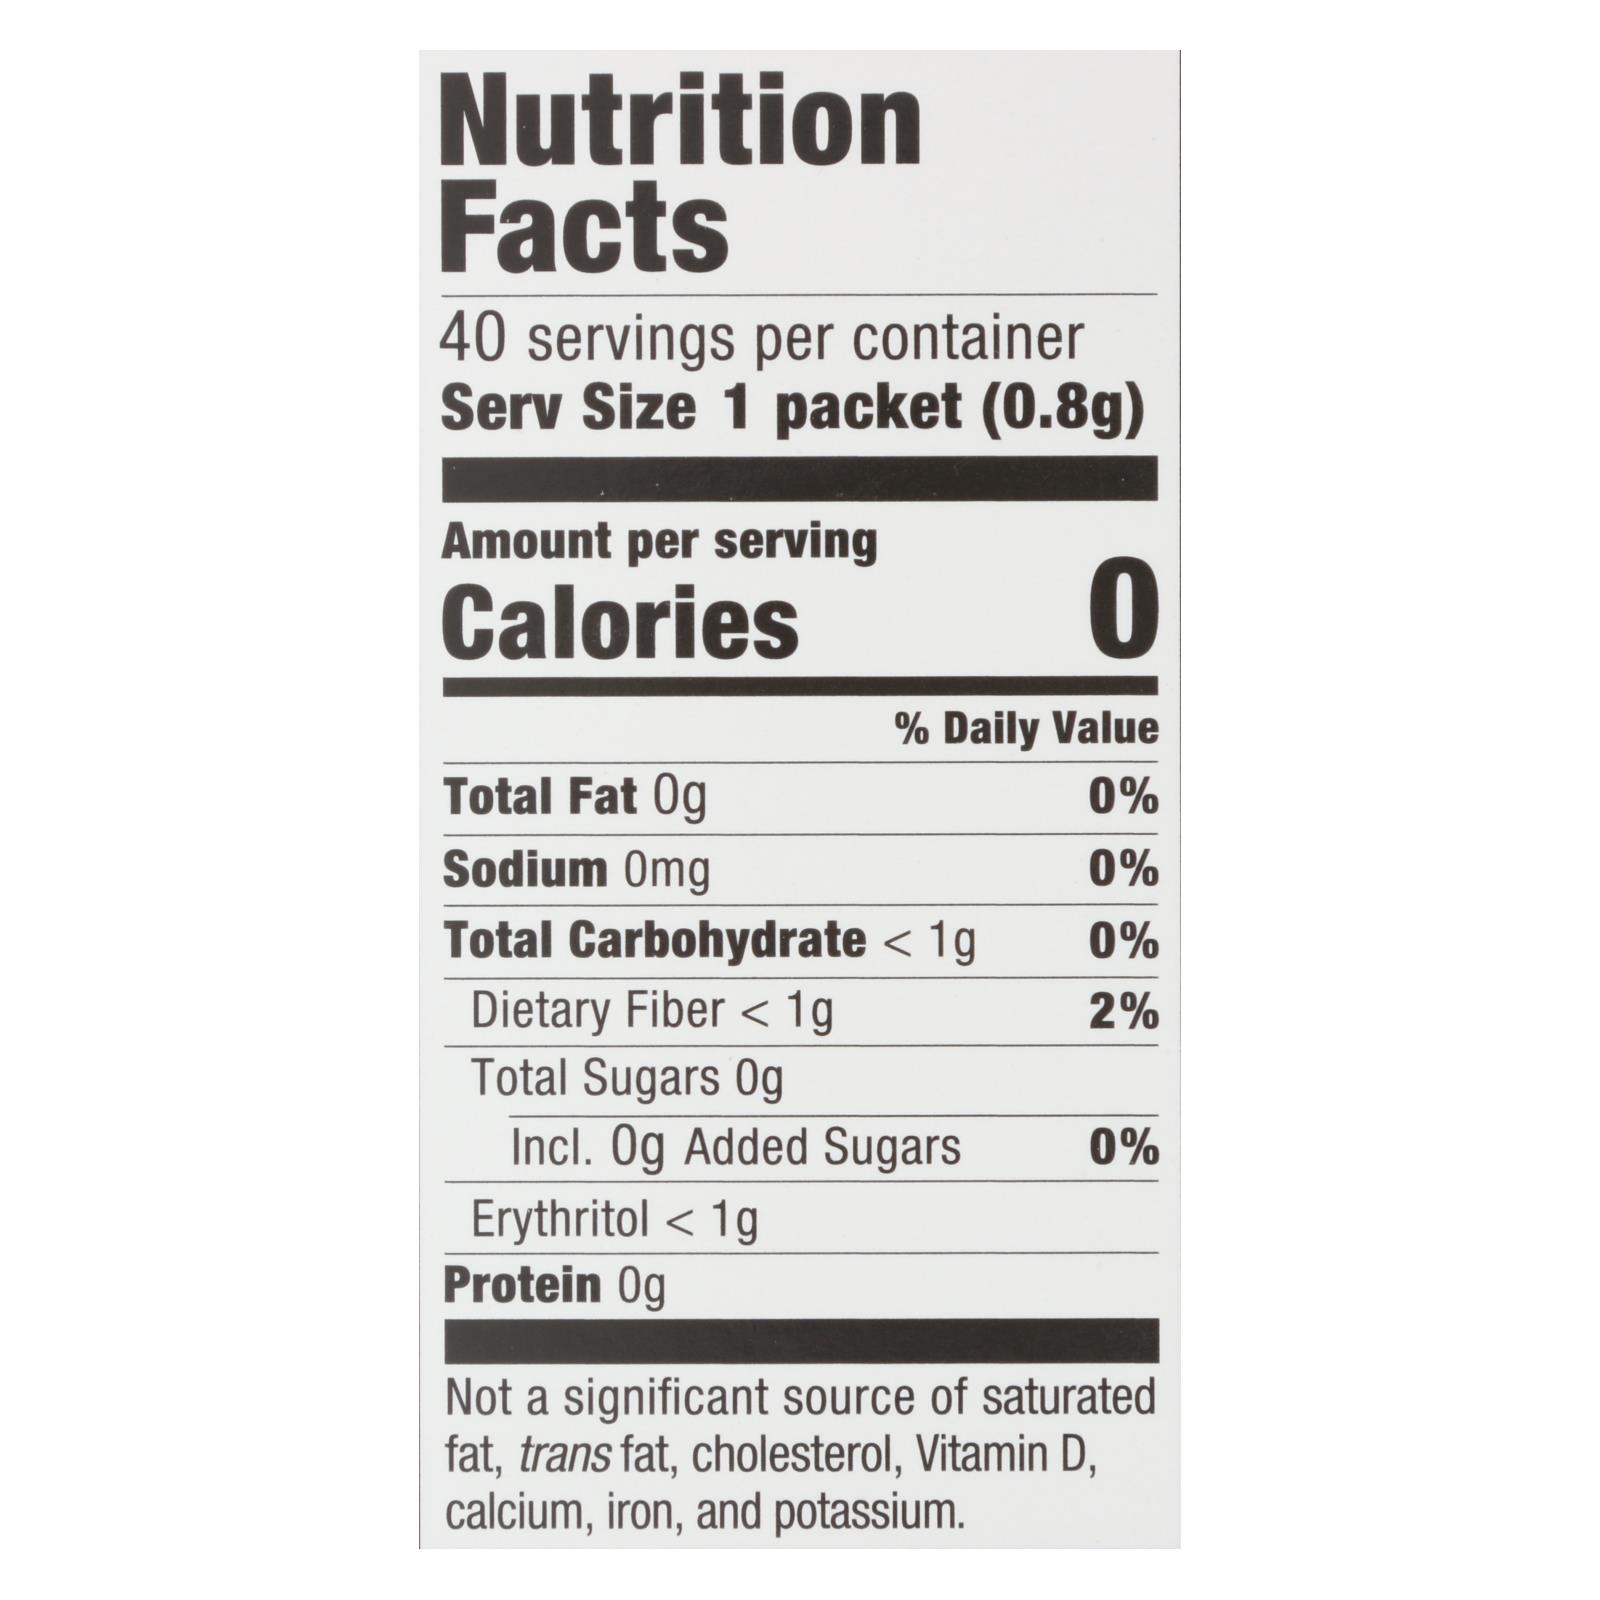 Nutrition
Facts
40 servings per container
Serv Size 1 packet (0.8g)
Amount per serving
Calories 0
% Daily Value
Total Fat 0g 0%
Sodium 0mg 0%
Total Carbohydrate < 1g 0%
Dietary Fiber < 1g 2%
Total Sugars 0g
Incl. 0g Added Sugars 0%
Erythritol < 1g
Protein 0g
Not a significant source of saturated
fat, trans fat, cholesterol, Vitamin D,
calcium, iron, and potassium.